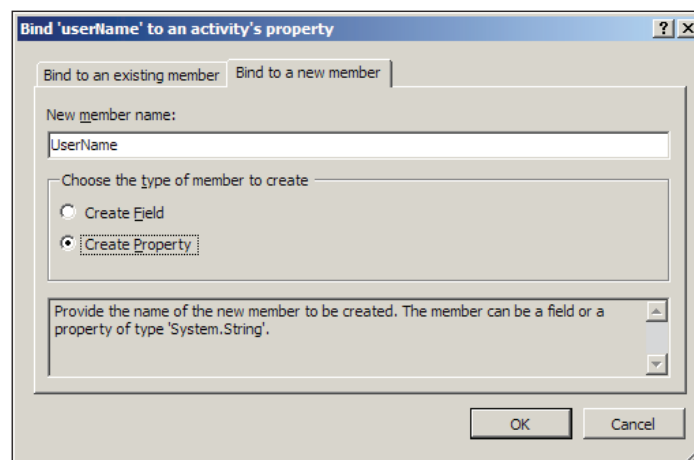 Bind 'userName' to an activity's property
Bind to an existing member Bind to a new member
New member name:
UserName
Choose the type of member to create
Create Field
Create Property
Provide the name of the new member to be created. The member can be a field or a
property of type 'System.String'.
OK Cancel